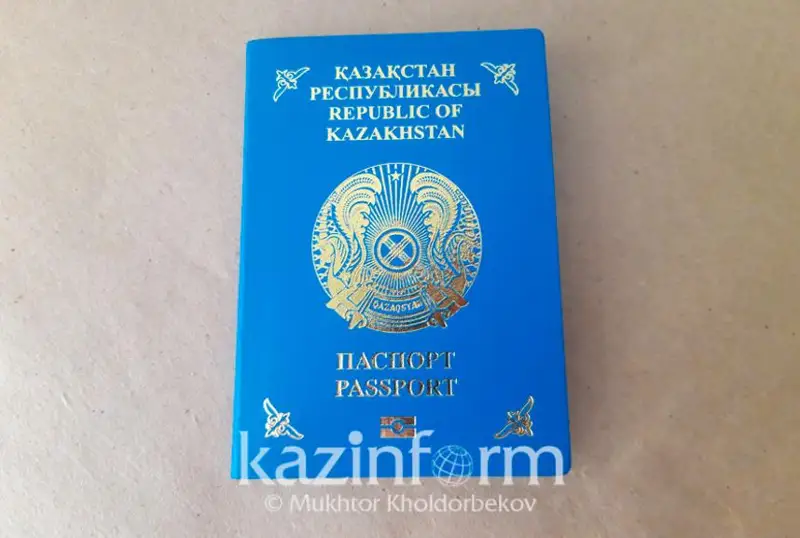 ҚАЗАҚСТАН
РЕСПУБЛИКАСЫ
REPUBLIC OF
KAZAKHSTAN
QAZAQSTAN
ПАСПОРТ
PASSPORT
kazinform
© Mukhtor Kholdorbekov